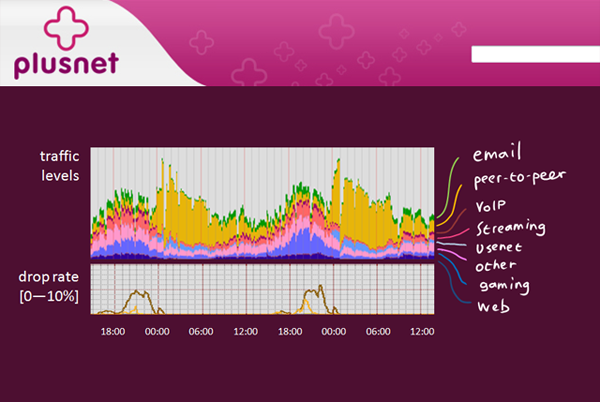 plusnet
traffic
levels
email
peer-to-peer
VoIP
Streaming
usenet
other
gaming
web
drop rate
[0—10%]
18:00 00:00 06:00 12:00 18:00 00:00 06:00 12:00